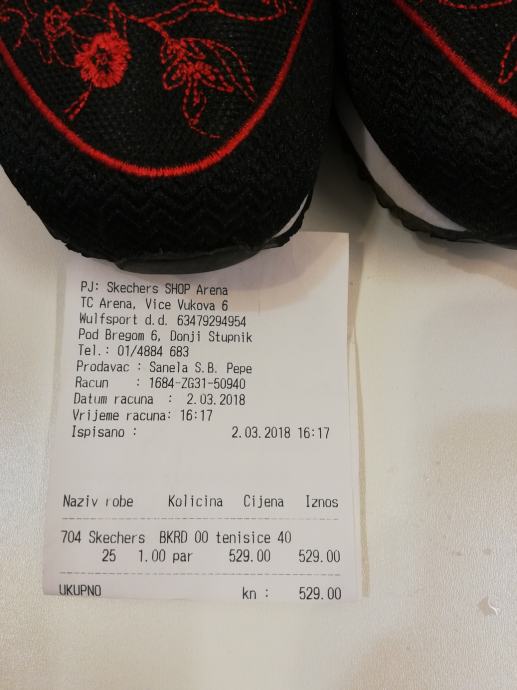 PJ: Skechers SHOP Arena
TC Arena, Vice Vukova 6
Wulfsport d.d. 63479294954
Pod Bregom 6, Donji Stupnik
Tel.: 01/4884 683
Prodavac : Sanela S.B. Pepe
Racun : 1684-ZG31-50940
Datum racuna : 2.03.2018
Vrijeme racuna: 16:17
Ispisano : 2.03.2018 16:17
Naziv robe Kolicina Cijena Iznos
704 Skechers BKRD 00 tenisice 40
25 1.00 par 529.00 529.00
UKUPNO kn : 529.00